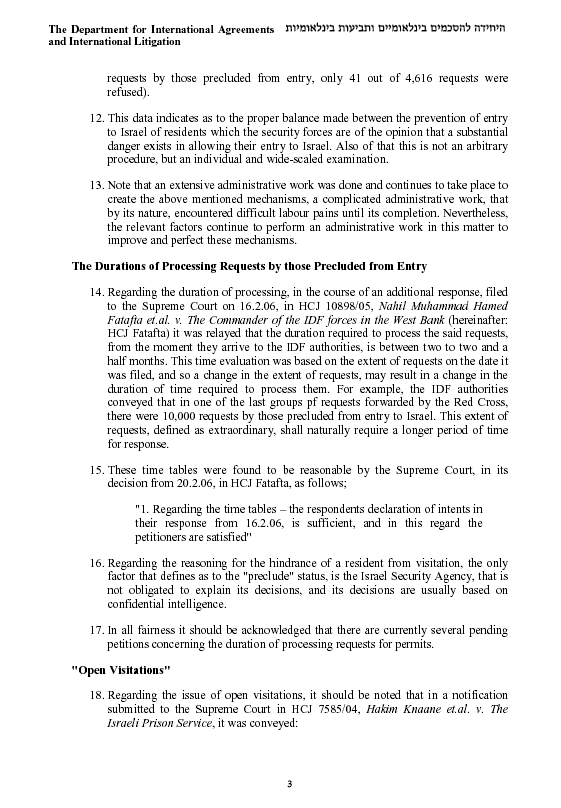 The Department for International Agreements
and International Litigation
היחידה להסכמים בינלאומיים ותביעות בינלאומיות
requests by those precluded from entry, only 41 out of 4,616 requests were
refused).
12. This data indicates as to the proper balance made between the prevention of entry
to Israel of residents which the security forces are of the opinion that a substantial
danger exists in allowing their entry to Israel. Also of that this is not an arbitrary
procedure, but an individual and wide-scaled examination.
13. Note that an extensive administrative work was done and continues to take place to
create the above mentioned mechanisms, a complicated administrative work, that
by its nature, encountered difficult labour pains until its completion. Nevertheless,
the relevant factors continue to perform an administrative work in this matter to
improve and perfect these mechanisms.
The Durations of Processing Requests by those Precluded from Entry
14. Regarding the duration of processing, in the course of an additional response, filed
to the Supreme Court on 16.2.06, in HCJ 10898/05, Nahil Muhammad Hamed
Fatafta et.al. v. The Commander of the IDF forces in the West Bank (hereinafter:
HCJ Fatafta) it was relayed that the duration required to process the said requests,
from the moment they arrive to the IDF authorities, is between two to two and a
half months. This time evaluation was based on the extent of requests on the date it
was filed, and so a change in the extent of requests, may result in a change in the
duration of time required to process them. For example, the IDF authorities
conveyed that in one of the last groups pf requests forwarded by the Red Cross,
there were 10,000 requests by those precluded from entry to Israel. This extent of
requests, defined as extraordinary, shall naturally require a longer period of time
for response.
15. These time tables were found to be reasonable by the Supreme Court, in its
decision from 20.2.06, in HCJ Fatafta, as follows;
"1. Regarding the time tables – the respondents declaration of intents in
their response from 16.2.06, is sufficient, and in this regard the
petitioners are satisfied"
16. Regarding the reasoning for the hindrance of a resident from visitation, the only
factor that defines as to the "preclude" status, is the Israel Security Agency, that is
not obligated to explain its decisions, and its decisions are usually based on
confidential intelligence.
17. In all fairness it should be acknowledged that there are currently several pending
petitions concerning the duration of processing requests for permits.
"Open Visitations"
18. Regarding the issue of open visitations, it should be noted that in a notification
submitted to the Supreme Court in HCJ 7585/04, Hakim Knaane et.al. v. The
Israeli Prison Service, it was conveyed:
3